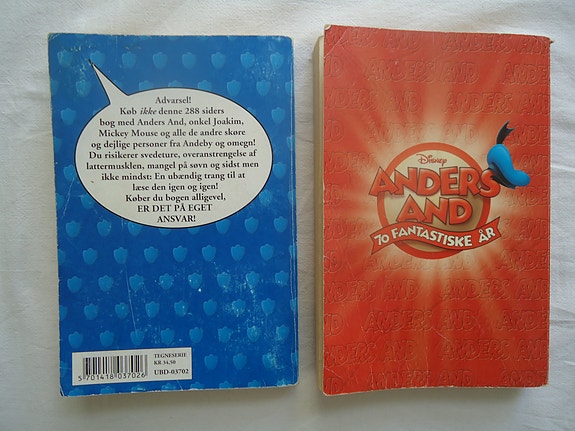 Advarsel!
Køb ikke denne 288 siders
bog med Anders And, onkel Joakim,
Mickey Mouse og alle de andre skøre
og dejlige personer fra Andeby og omegn!
Du risikerer svedeture, overanstrengelse af
lattermusklen, mangel på søvn og sidst men
ikke mindst: En ubændig trang til at
læse den igen og igen!
Køber du bogen alligevel,
ER DET PÅ EGET
ANSVAR!
TEGNESERIE
KR 34,50
UBD-03702
5701418037026
Disney
ANDERS
AND
70 FANTASTISKE ÅR